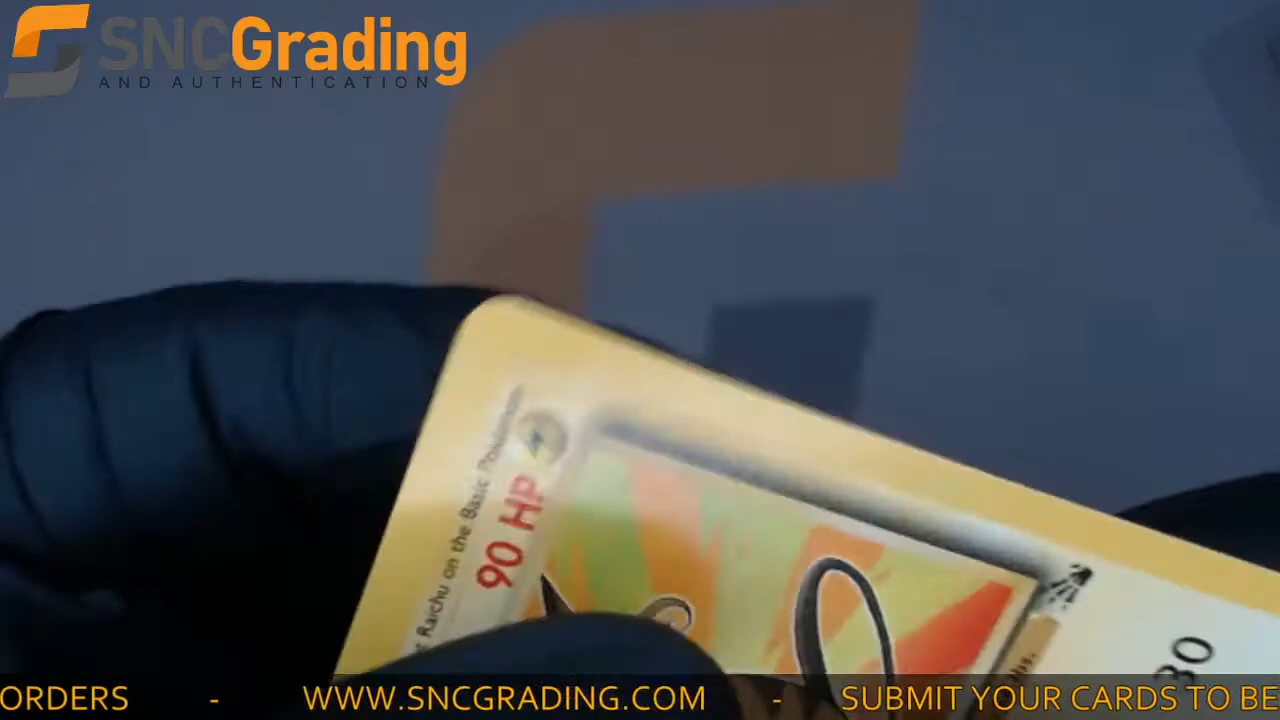 SNCGrading
AND AUTHENTICATION
Raichu on the Basic
90 HP
30
lbs.
ORDERS - WWW.SNCGRADING.COM - SUBMIT YOUR CARDS TO BE